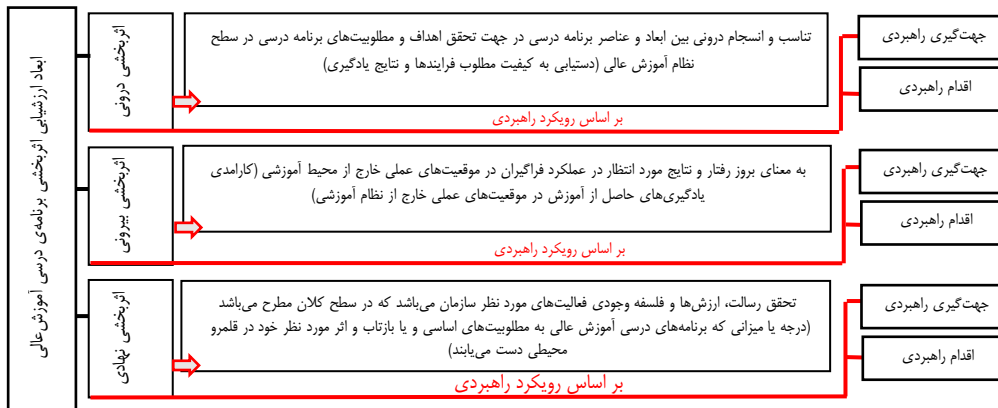 ابعاد ارزشیابی اثربخشی برنامه‌ی درسی آموزش عالی
اثربخشی درونی
تناسب و انسجام درونی بین ابعاد و عناصر برنامه درسی در جهت تحقق اهداف و مطلوبیت‌های برنامه درسی در سطح
نظام آموزش عالی (دستیابی به کیفیت مطلوب فرایندها و نتایج یادگیری)
بر اساس رویکرد راهبردی
جهت‌گیری راهبردی
اقدام راهبردی
اثربخشی بیرونی
به معنای بروز رفتار و نتایج مورد انتظار در عملکرد فراگیران در موقعیت‌های عملی خارج از محیط آموزشی (کارامدی
یادگیری‌های حاصل از آموزش در موقعیت‌های عملی خارج از نظام آموزشی)
بر اساس رویکرد راهبردی
جهت‌گیری راهبردی
اقدام راهبردی
اثربخشی نهادی
تحقق رسالت، ارزش‌ها و فلسفه وجودی فعالیت‌های مورد نظر سازمان می‌باشد که در سطح کلان مطرح می‌باشد
(درجه یا میزانی که برنامه‌های درسی آموزش عالی به مطلوبیت‌های اساسی و یا بازتاب و اثر مورد نظر خود در قلمرو
محیطی دست می‌یابند)
بر اساس رویکرد راهبردی
جهت‌گیری راهبردی
اقدام راهبردی